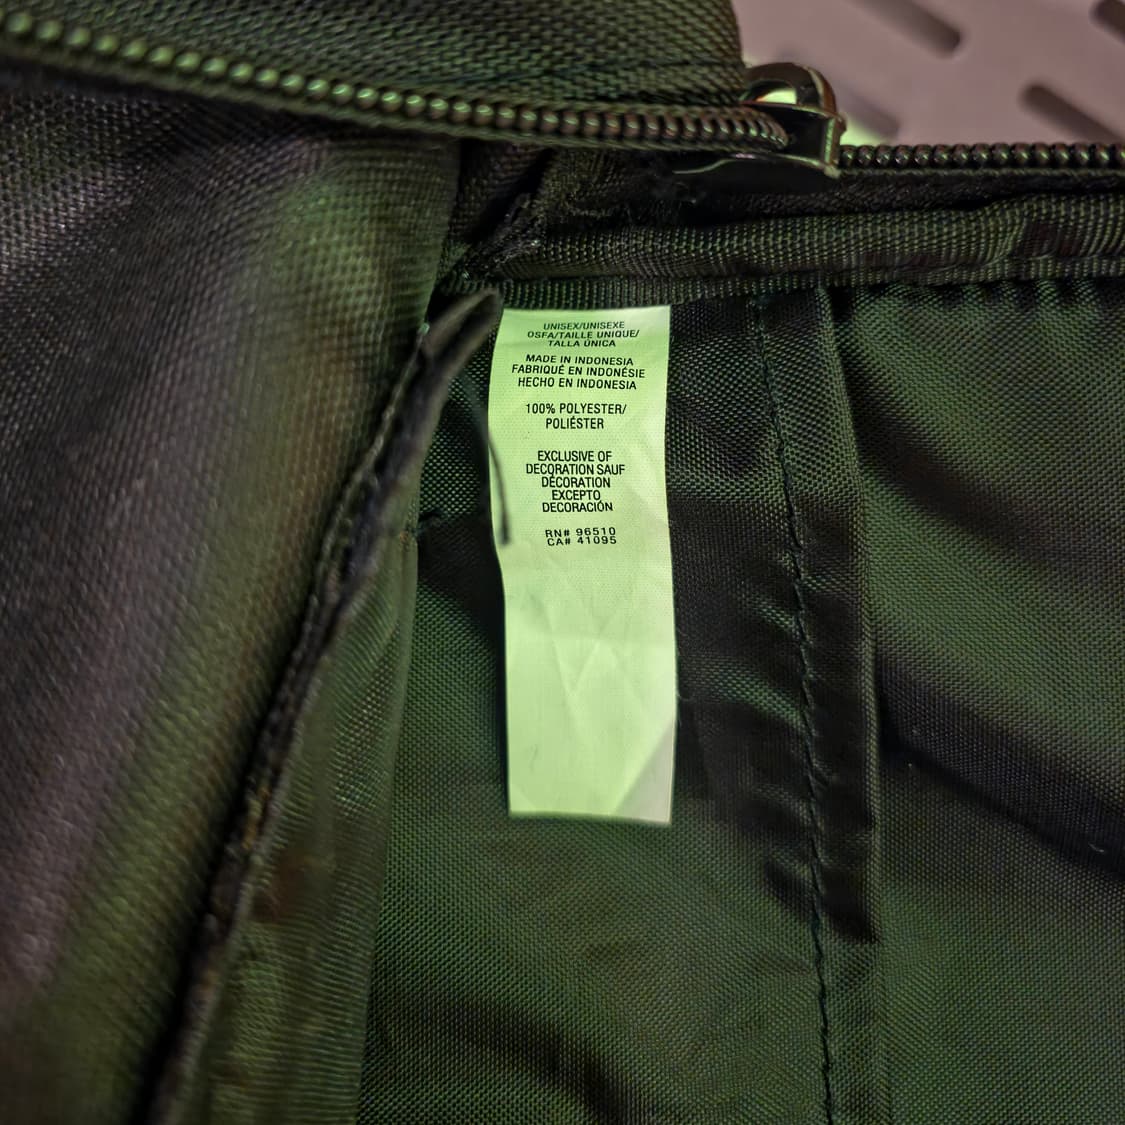 UNISEX/UNISEXE
OSFA/TAILLE UNIQUE/
TALLA ÚNICA
MADE IN INDONESIA
FABRIQUÉ EN INDONÉSIE
HECHO EN INDONESIA
100% POLYESTER/
POLIÉSTER
EXCLUSIVE OF
DECORATION SAUF
DÉCORATION
EXCEPTO
DECORACIÓN
RN# 96510
CA# 41095